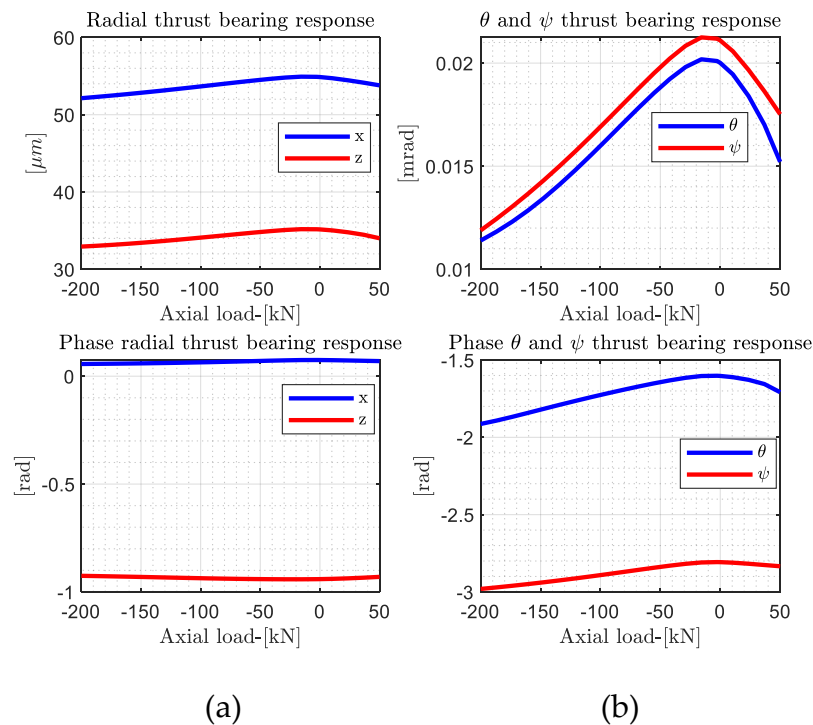 Radial thrust bearing response
60
50
40
30
[μm]
x
z
-200 -150 -100 -50 0 50
Axial load-[kN]
θ and ψ thrust bearing response
0.02
0.015
0.01
[mrad]
θ
ψ
-200 -150 -100 -50 0 50
Axial load-[kN]
Phase radial thrust bearing response
0
-0.5
-1
[rad]
x
z
-200 -150 -100 -50 0 50
Axial load-[kN]
Phase θ and ψ thrust bearing response
-1.5
-2
-2.5
-3
[rad]
θ
ψ
-200 -150 -100 -50 0 50
Axial load-[kN]
(a)
(b)